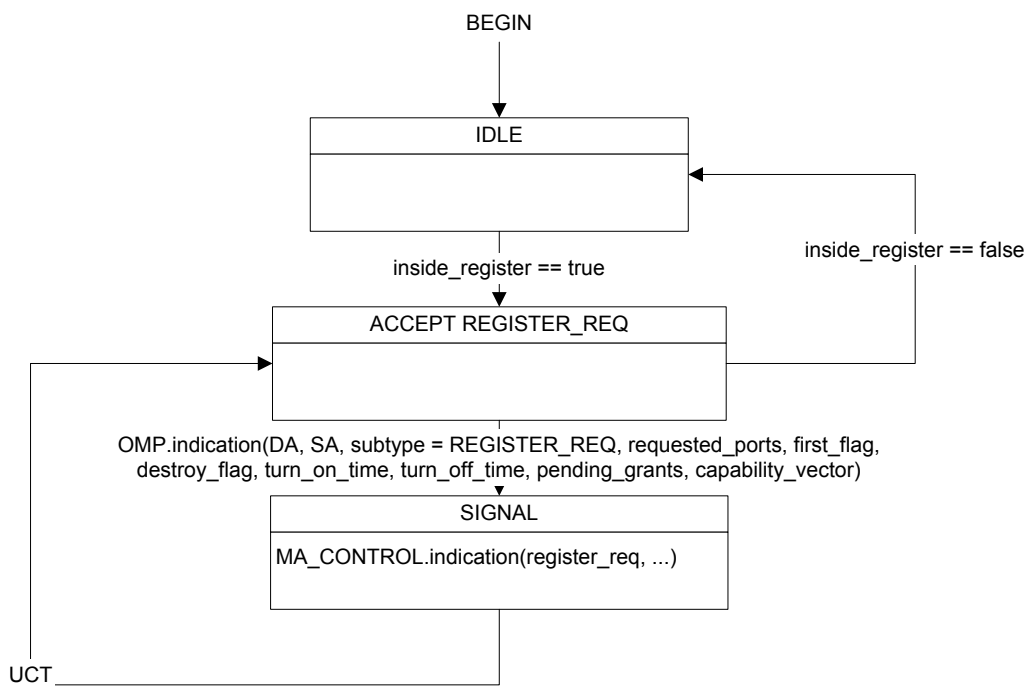 BEGIN
IDLE
inside_register == false
inside_register == true
ACCEPT REGISTER_REQ
OMP.indication(DA, SA, subtype = REGISTER_REQ, requested_ports, first_flag,
destroy_flag, turn_on_time, turn_off_time, pending_grants, capability_vector)
SIGNAL
MA_CONTROL.indication(register_req, ...)
UCT